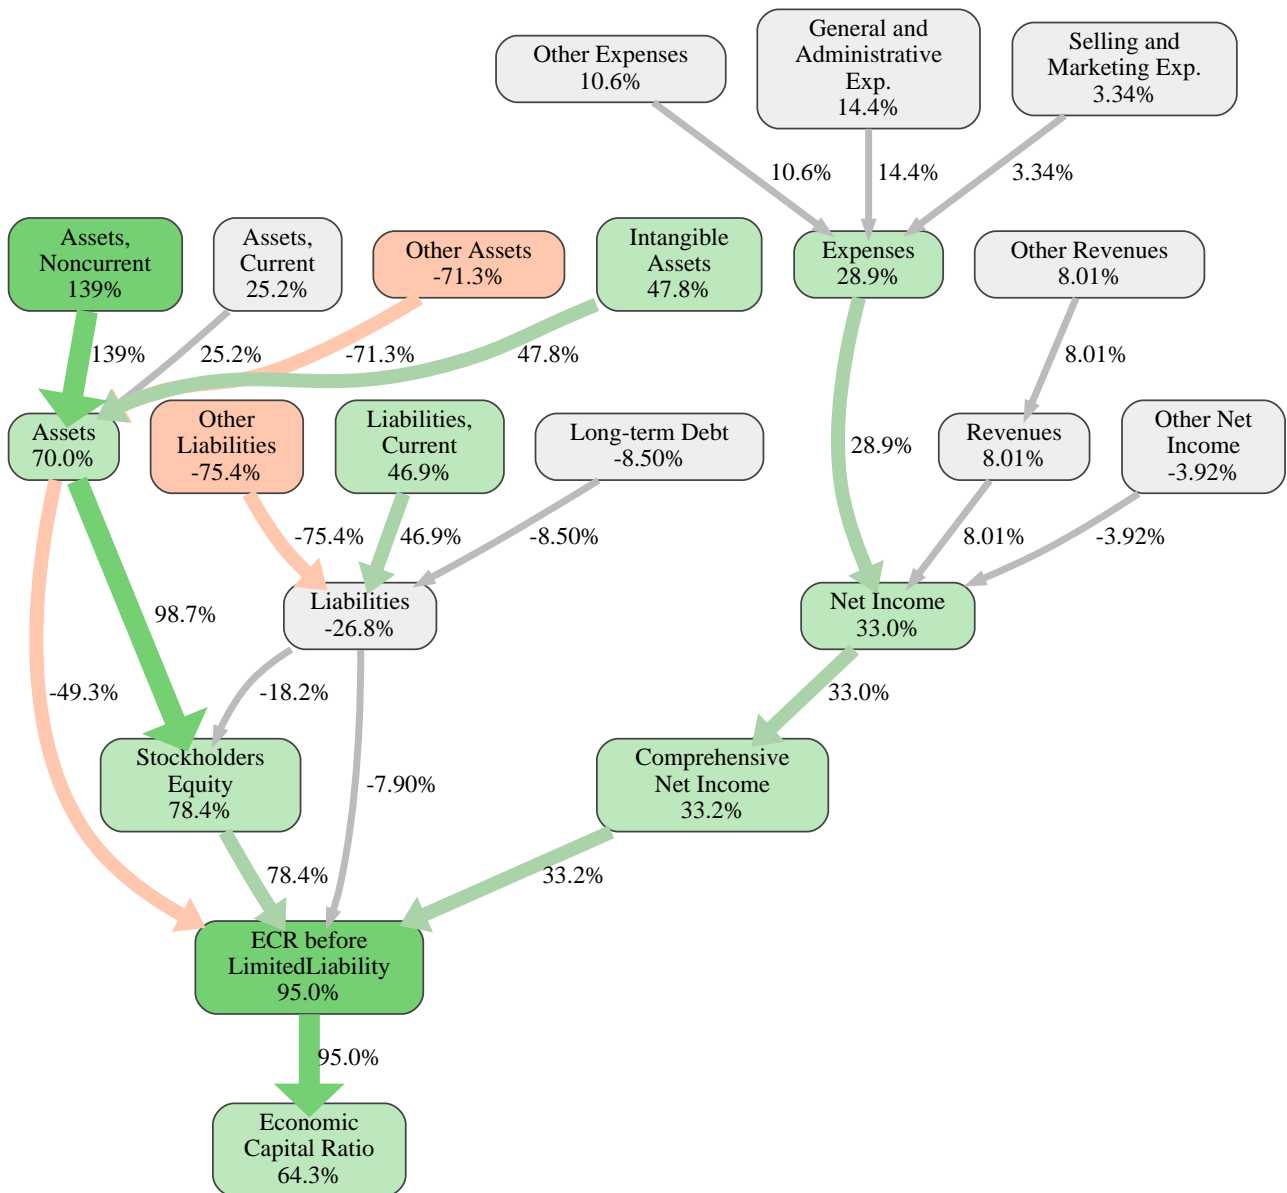 Other Expenses
10.6%
General and
Administrative
Exp.
14.4%
Selling and
Marketing Exp.
3.34%
10.6%
14.4%
3.34%
Assets,
Noncurrent
139%
Assets,
Current
25.2%
Other Assets
-71.3%
Intangible
Assets
47.8%
Expenses
28.9%
Other Revenues
8.01%
139%
25.2%
-71.3%
47.8%
8.01%
Assets
70.0%
Other
Liabilities
-75.4%
Liabilities,
Current
46.9%
Long-term Debt
-8.50%
28.9%
Revenues
8.01%
Other Net
Income
-3.92%
-75.4%
46.9%
-8.50%
8.01%
-3.92%
98.7%
Liabilities
-26.8%
Net Income
33.0%
-49.3%
-18.2%
33.0%
Stockholders
Equity
78.4%
-7.90%
Comprehensive
Net Income
33.2%
78.4%
33.2%
ECR before
LimitedLiability
95.0%
95.0%
Economic
Capital Ratio
64.3%